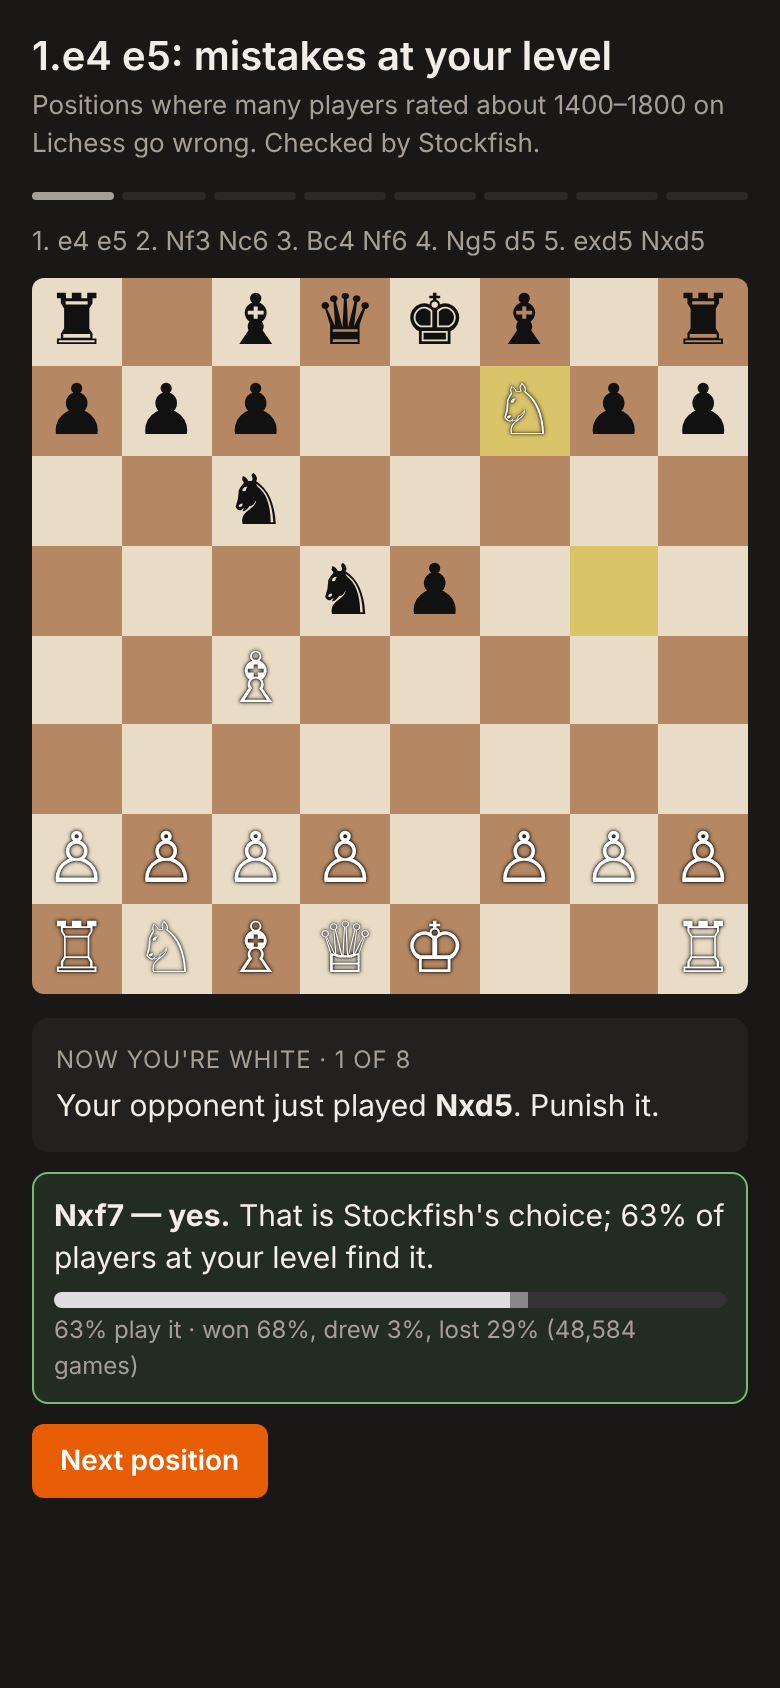 1.e4 e5: mistakes at your level
Positions where many players rated about 1400–1800 on
Lichess go wrong. Checked by Stockfish.
1. e4 e5 2. Nf3 Nc6 3. Bc4 Nf6 4. Ng5 d5 5. exd5 Nxd5
NOW YOU'RE WHITE · 1 OF 8
Your opponent just played Nxd5. Punish it.
Nxf7 — yes. That is Stockfish's choice; 63% of
players at your level find it.
63% play it · won 68%, drew 3%, lost 29% (48,584
games)
Next position